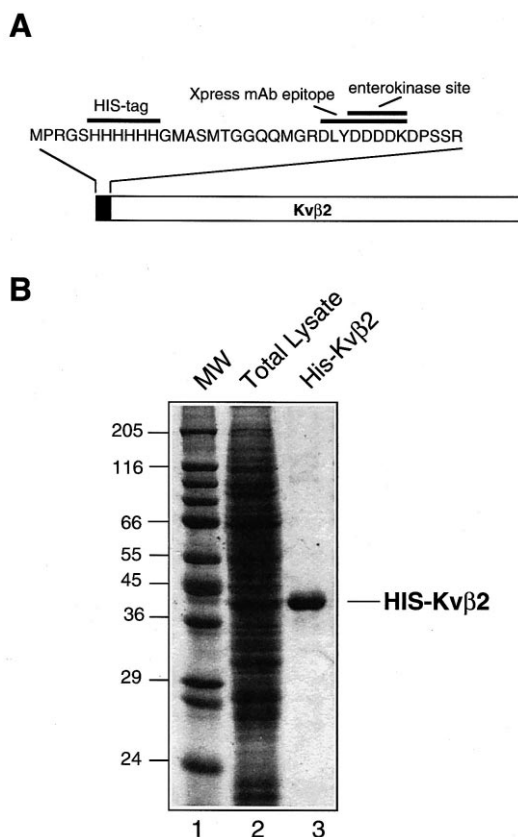 A
Xpress mAb epitope
enterokinase site
HIS-tag
MPRGSHHHHHHGMASMTGGQQMGRDLYDDDDKDPSSR
Kvβ2
B
MW
Total Lysate
His-Kvβ2
205
116
66
55
45
36
29
24
HIS-Kvβ2
1 2 3